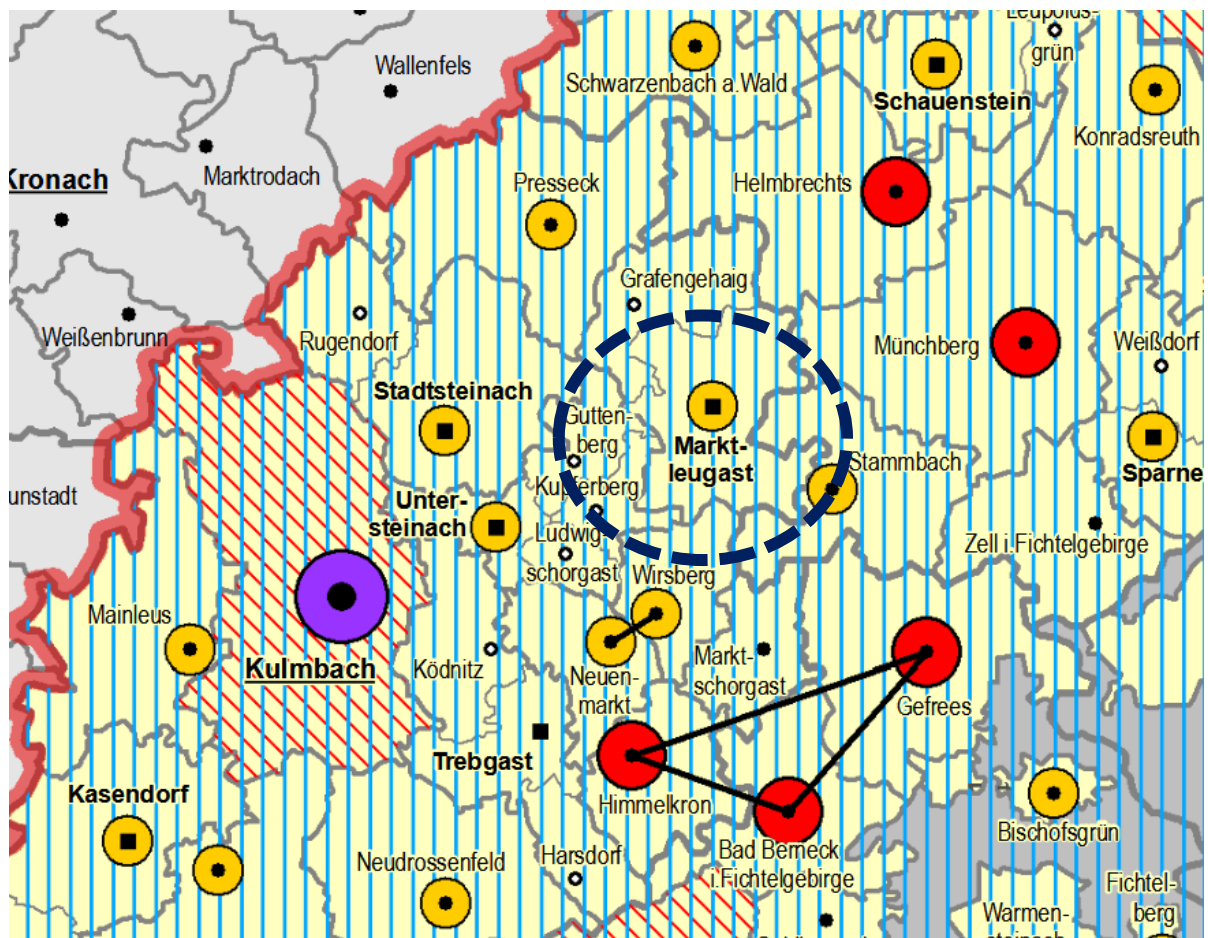 Leupolds-
grün
Wallenfels
Schwarzenbach a.Wald
Schauenstein
Konradsreuth
Marktrodach
Kronach
Presseck
Helmbrechts
Grafengehaig
Weißenbrunn
Rugendorf
Münchberg
Weißdorf
Stadtsteinach
Gutten-
berg
Markt-
leugast
Stammbach
Sparne
unstadt
Unter-
steinach
Kupferberg
Ludwig-
schorgast
Zell i.Fichtelgebirge
Wirsberg
Mainleus
Kulmbach
Ködnitz
Neuen-
markt
Markt-
schorgast
Gefrees
Trebgast
Himmelkron
Kasendorf
Bischofsgrün
Neudrossenfeld
Harsdorf
Bad Berneck
i.Fichtelgebirge
Fichtel-
berg
Warmen-
steinach